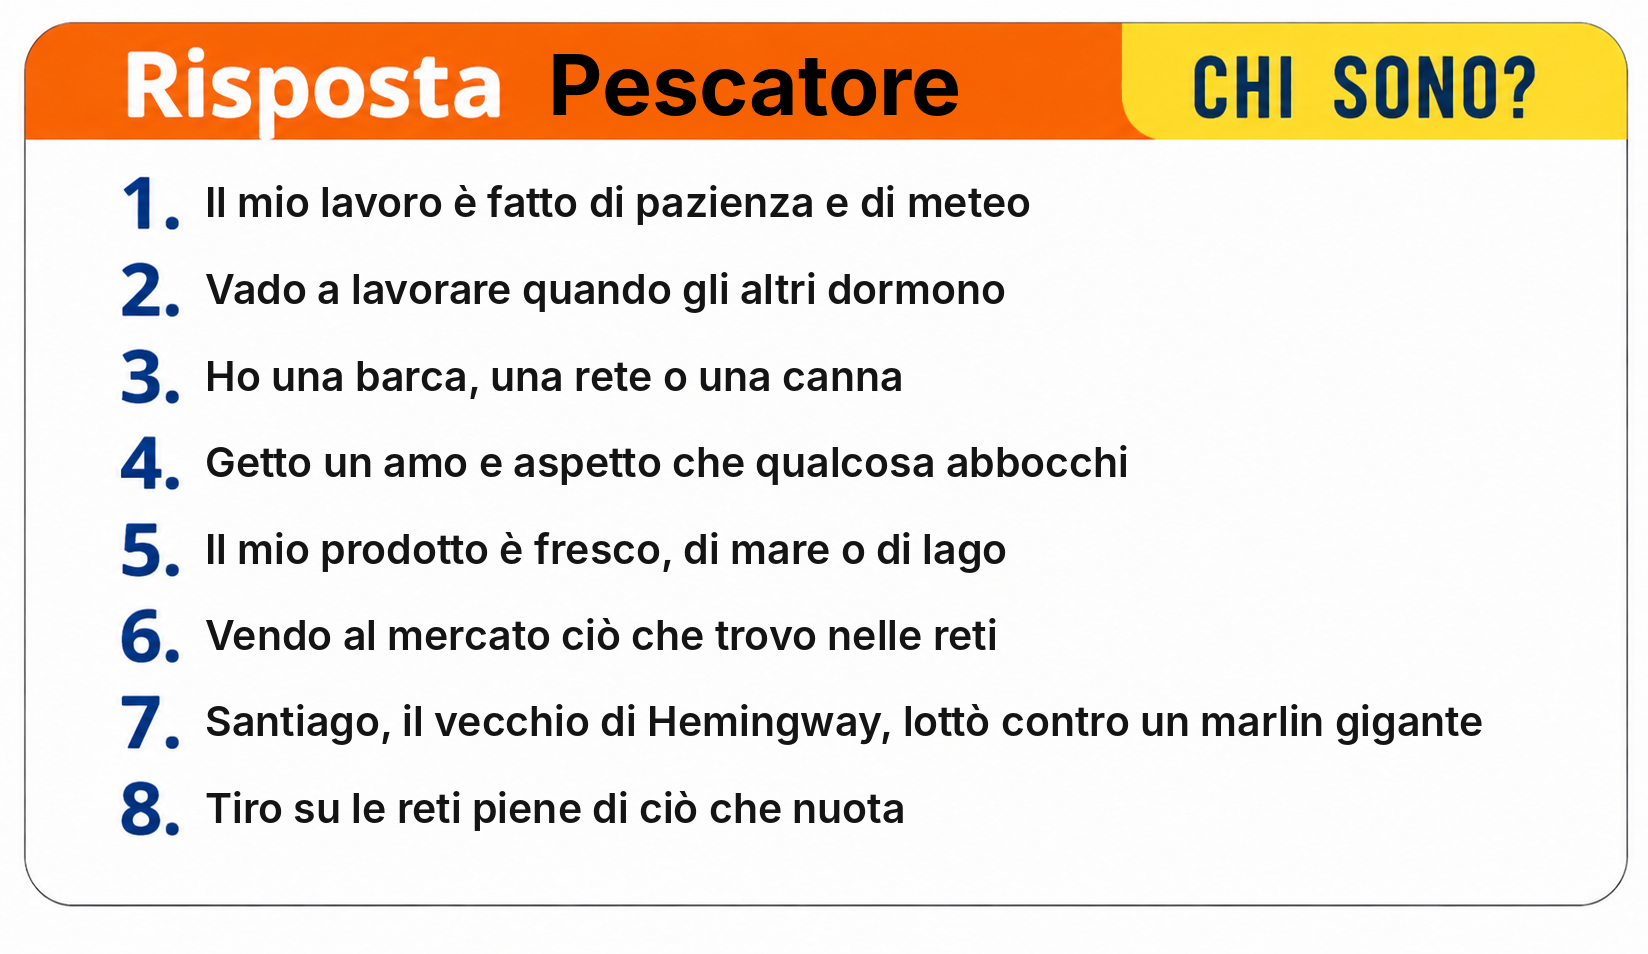 Risposta Pescatore CHI SONO?
1. Il mio lavoro è fatto di pazienza e di meteo
2. Vado a lavorare quando gli altri dormono
3. Ho una barca, una rete o una canna
4. Getto un amo e aspetto che qualcosa abbocchi
5. Il mio prodotto è fresco, di mare o di lago
6. Vendo al mercato ciò che trovo nelle reti
7. Santiago, il vecchio di Hemingway, lottò contro un marlin gigante
8. Tiro su le reti piene di ciò che nuota